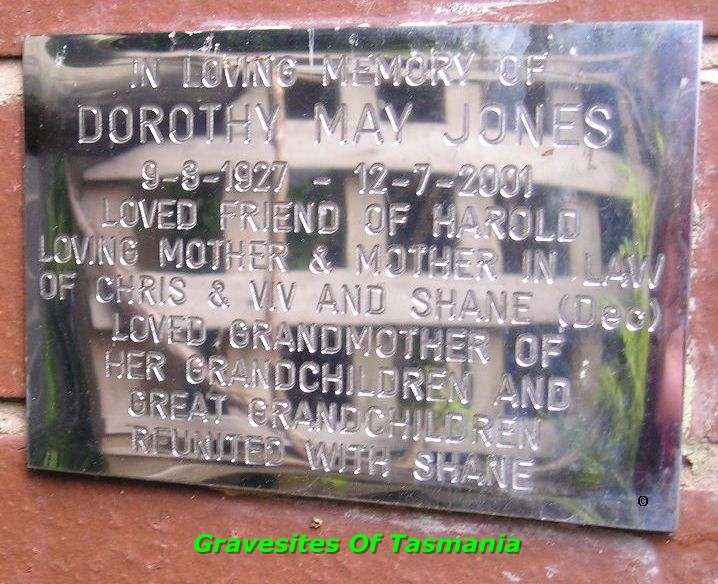 IN LOVING MEMORY OF
DOROTHY MAY JONES
9-8-1927 - 12-7-2001
LOVED FRIEND OF HAROLD
LOVING MOTHER & MOTHER IN LAW
OF CHRIS & VIV AND SHANE (Dec)
LOVED GRANDMOTHER OF
HER GRANDCHILDREN AND
GREAT GRANDCHILDREN
REUNITED WITH SHANE
©
Gravesites Of Tasmania